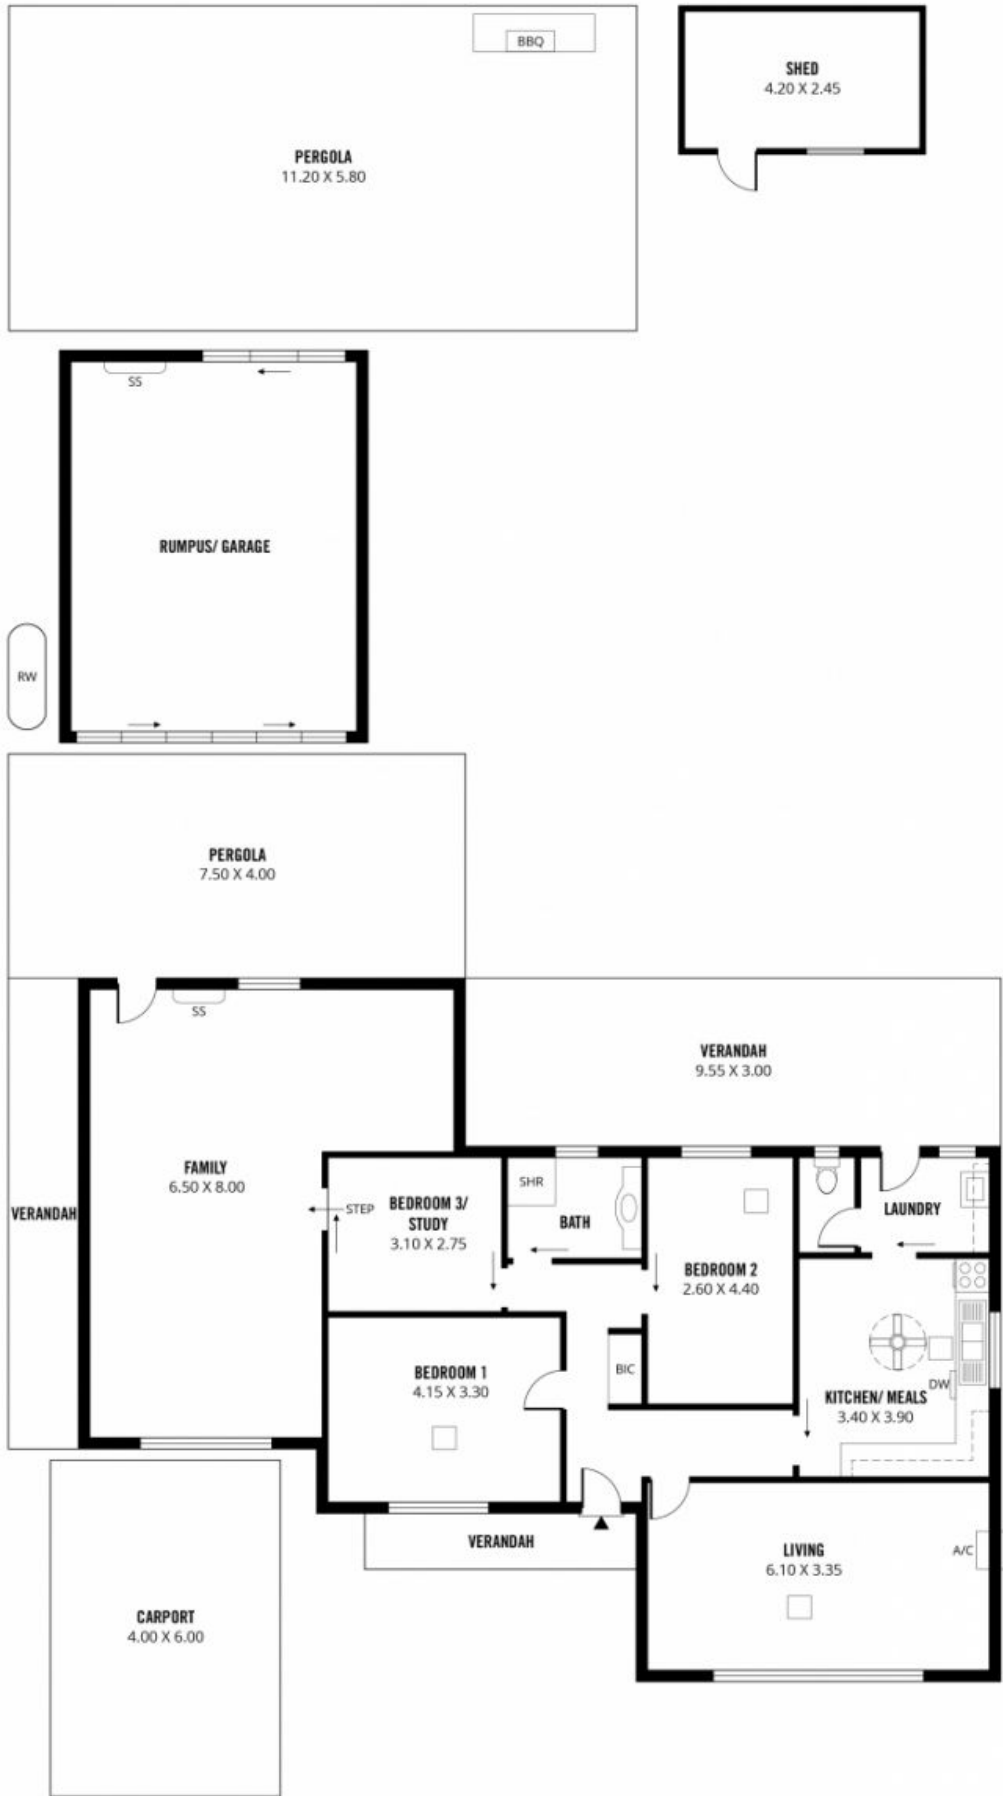 BBQ
SHED
4.20 X 2.45
PERGOLA
11.20 X 5.80
SS
RUMPUS/ GARAGE
RW
PERGOLA
7.50 X 4.00
SS
VERANDAH
9.55 X 3.00
VERANDAH
FAMILY
6.50 X 8.00
STEP
BEDROOM 3/
STUDY
3.10 X 2.75
SHR
BATH
BEDROOM 2
2.60 X 4.40
LAUNDRY
BEDROOM 1
4.15 X 3.30
BIC
DW
KITCHEN/ MEALS
3.40 X 3.90
VERANDAH
LIVING
6.10 X 3.35
A/C
CARPORT
4.00 X 6.00